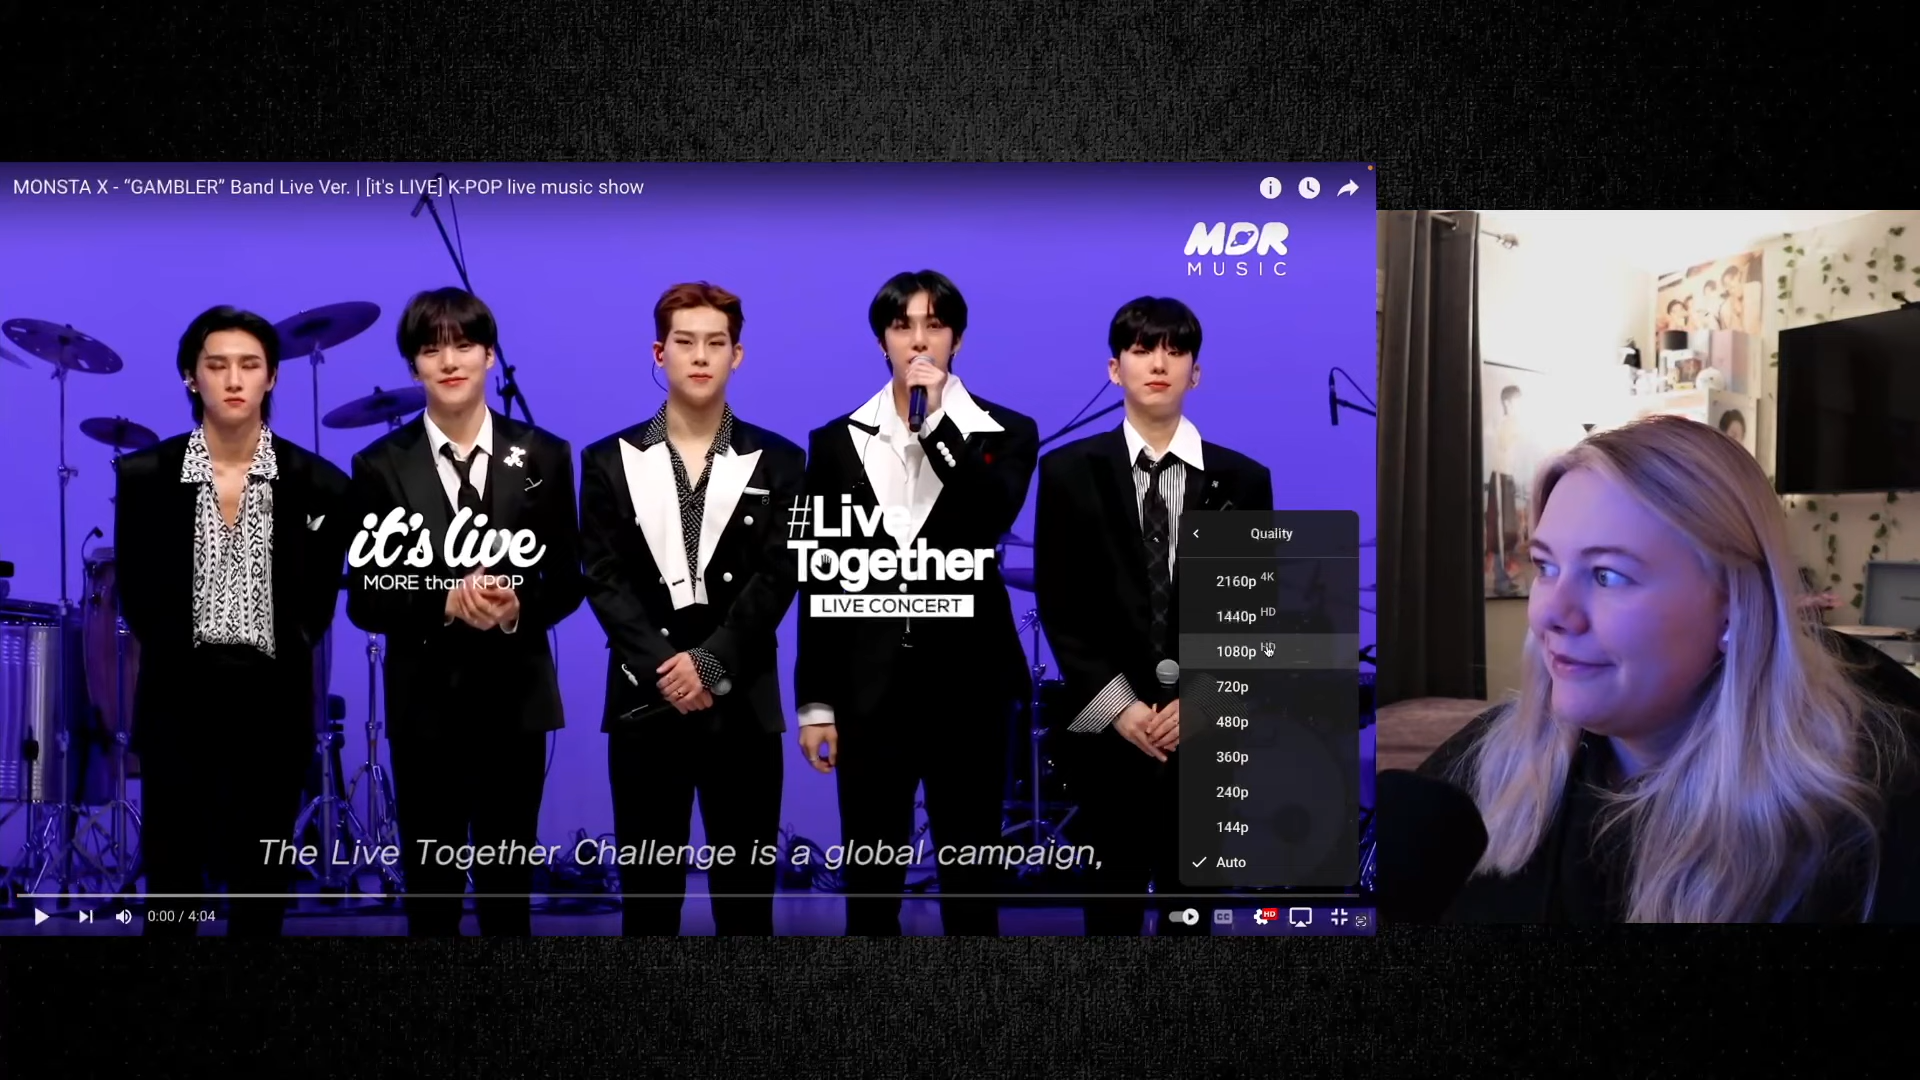 MONSTA X - “GAMBLER” Band Live Ver. | [it's LIVE] K-POP live music show
MDR
MUSIC
it's live
MORE than KPOP
#Live
Together
LIVE CONCERT
Quality
2160p 4K
1440p HD
1080p HD
720p
480p
360p
240p
144p
Auto
The Live Together Challenge is a global campaign,
0:00 / 4:04
CC
HD